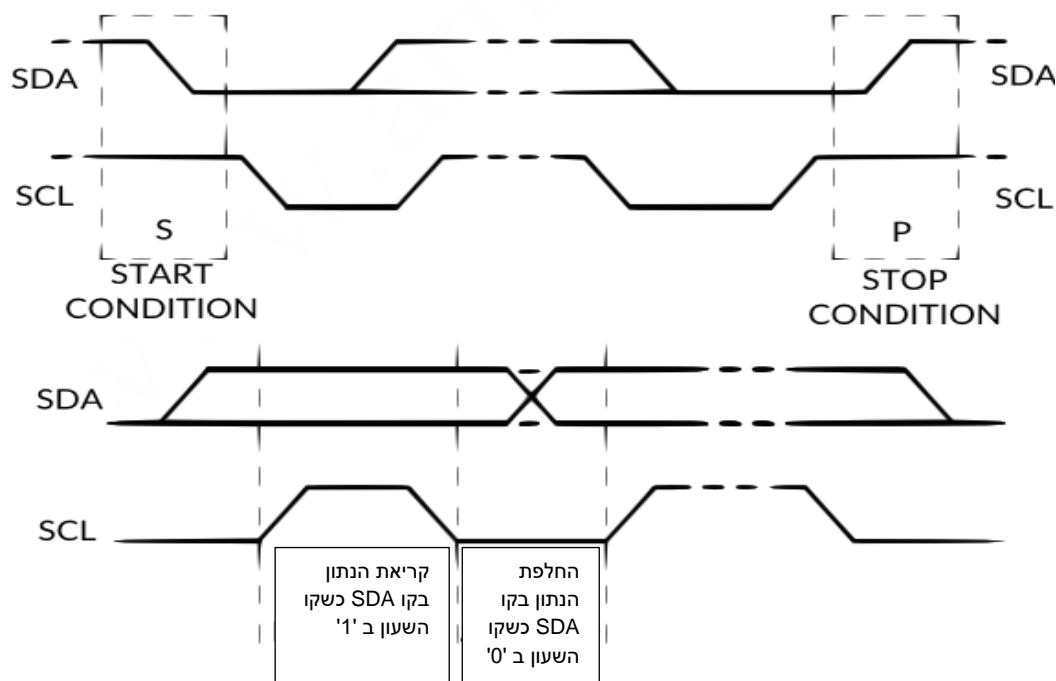 SDA
SDA
SCL
SCL
S
P
START
CONDITION
STOP
CONDITION
SDA
SCL
קריאת הנתון
בקו SDA כשקו
השעון ב '1'
החלפת
הנתון בקו
SDA כשקו
השעון ב '0'